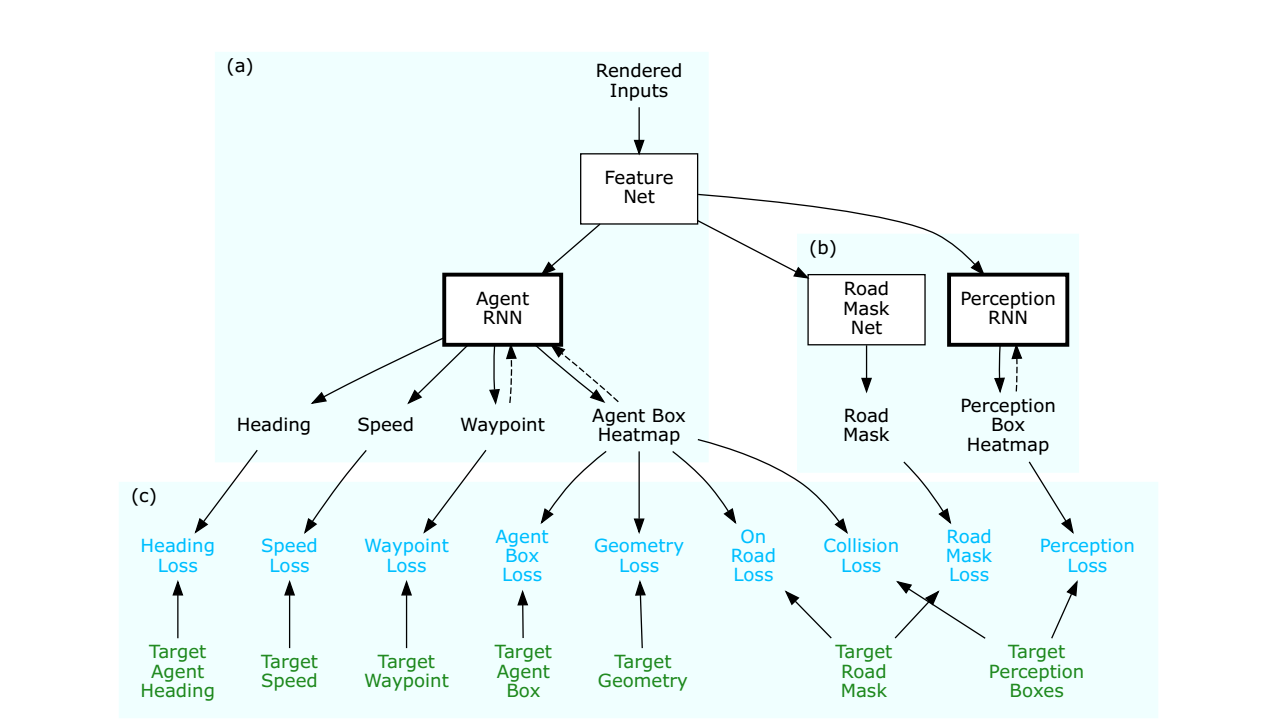 (a)
Rendered
Inputs
Feature
Net
(b)
Agent
RNN
Road
Mask
Net
Perception
RNN
Heading
Speed
Waypoint
Agent Box
Heatmap
Road
Mask
Perception
Box
Heatmap
(c)
Heading
Loss
Speed
Loss
Waypoint
Loss
Agent
Box
Loss
Geometry
Loss
On
Road
Loss
Collision
Loss
Road
Mask
Loss
Perception
Loss
Target
Agent
Heading
Target
Speed
Target
Waypoint
Target
Agent
Box
Target
Geometry
Target
Road
Mask
Target
Perception
Boxes